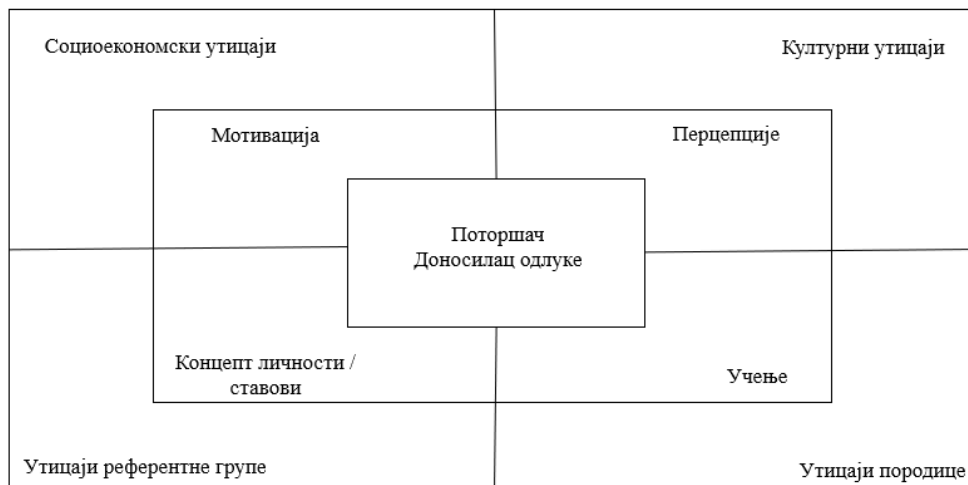 Социоекономски утицаји
Културни утицаји
Мотивација
Перцепције
Поторшач
Доносилац одлуке
Концепт личности /
ставови
Учење
Утицаји референтне групе
Утицаји породице